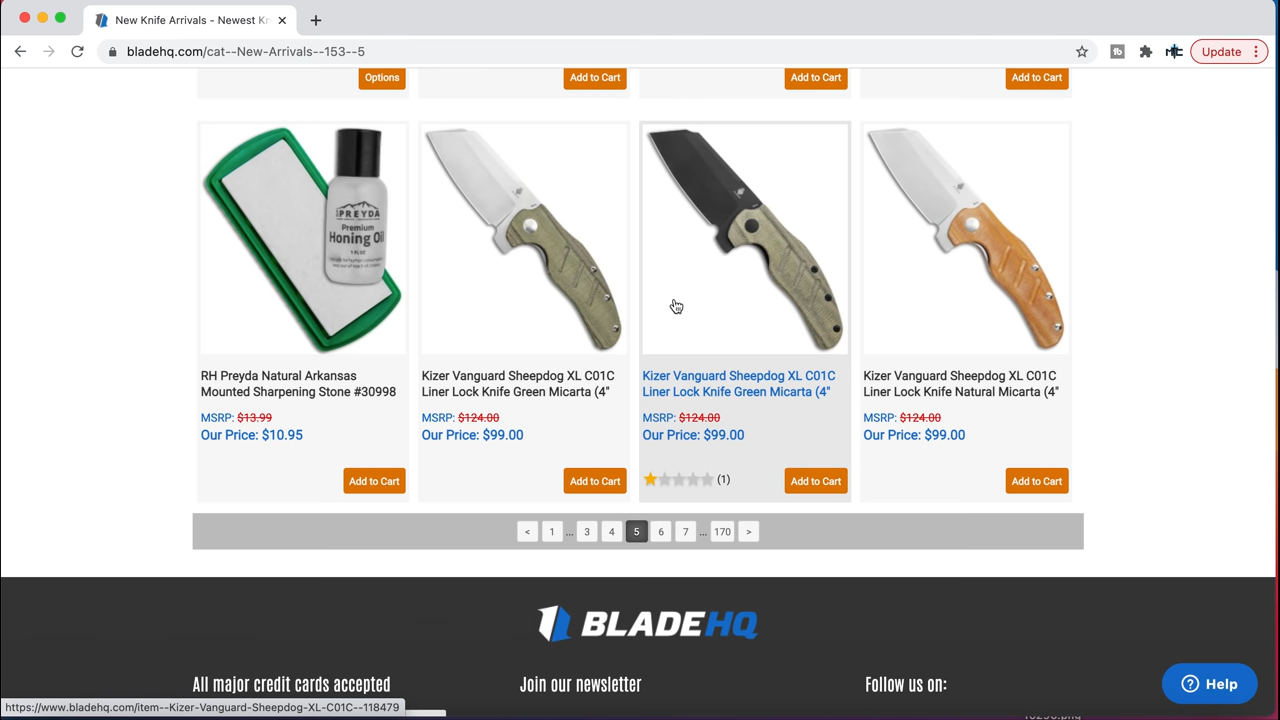 New Knife Arrivals - Newest Kn
bladehq.com/cat--New-Arrivals--153--5
Update
Options
Add to Cart
Add to Cart
Add to Cart
PREYDA
Premium
Honing Oil
1 FL OZ
RH Preyda Natural Arkansas
Mounted Sharpening Stone #30998
MSRP: $13.99
Our Price: $10.95
Add to Cart
Kizer Vanguard Sheepdog XL C01C
Liner Lock Knife Green Micarta (4"
MSRP: $124.00
Our Price: $99.00
Add to Cart
Kizer Vanguard Sheepdog XL C01C
Liner Lock Knife Green Micarta (4"
MSRP: $124.00
Our Price: $99.00
(1)
Add to Cart
Kizer Vanguard Sheepdog XL C01C
Liner Lock Knife Natural Micarta (4"
MSRP: $124.00
Our Price: $99.00
Add to Cart
< 1 ... 3 4 5 6 7 ... 170 >
BLADEHQ
All major credit cards accepted
Join our newsletter
Follow us on:
? Help
https://www.bladehq.com/item--Kizer-Vanguard-Sheepdog-XL-C01C--118479